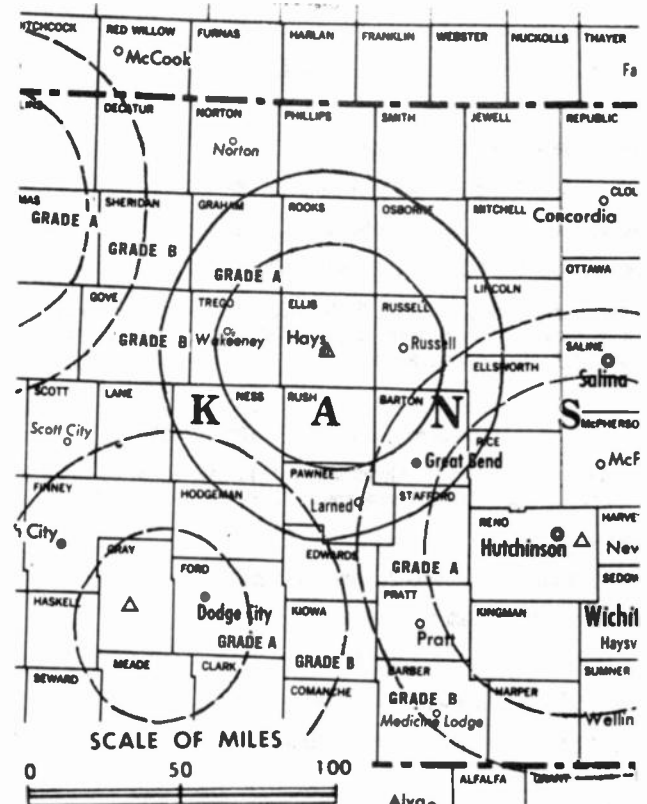 RED WILLOW FURNAS HARLAN FRANKLIN WEBSTER NUCKOLLS THAYER
McCook
DECATUR NORTON PHILLIPS SMITH JEWELL REPUBLIC
Norton
GRADE A SHERIDAN GRAHAM ROOKS OSBORNE MITCHELL Concordia
GRADE B
OTTAWA
GRADE A
LINCOLN
GOVE TREGO ELLIS RUSSELL
GRADE B Wakeeney Hays Russell SALINE
ELLSWORTH Salina
SCOTT LANE NESS RUSH BARTON
K A N S
Scott City
RICE
Great Bend
PAWNEE
FINNEY HODGEMAN Larned STAFFORD
City RENO
GRAY EDWARDS Hutchinson
FORD GRADE A
HASKELL Dodge City KIOWA PRATT KINGMAN
GRADE A Pratt
MEADE CLARK GRADE B BARBER SUMNER
SEWARD COMANCHE GRADE B HARPER
Medicine Lodge
SCALE OF MILES
0 50 100
ALFALFA GRANT
Alva